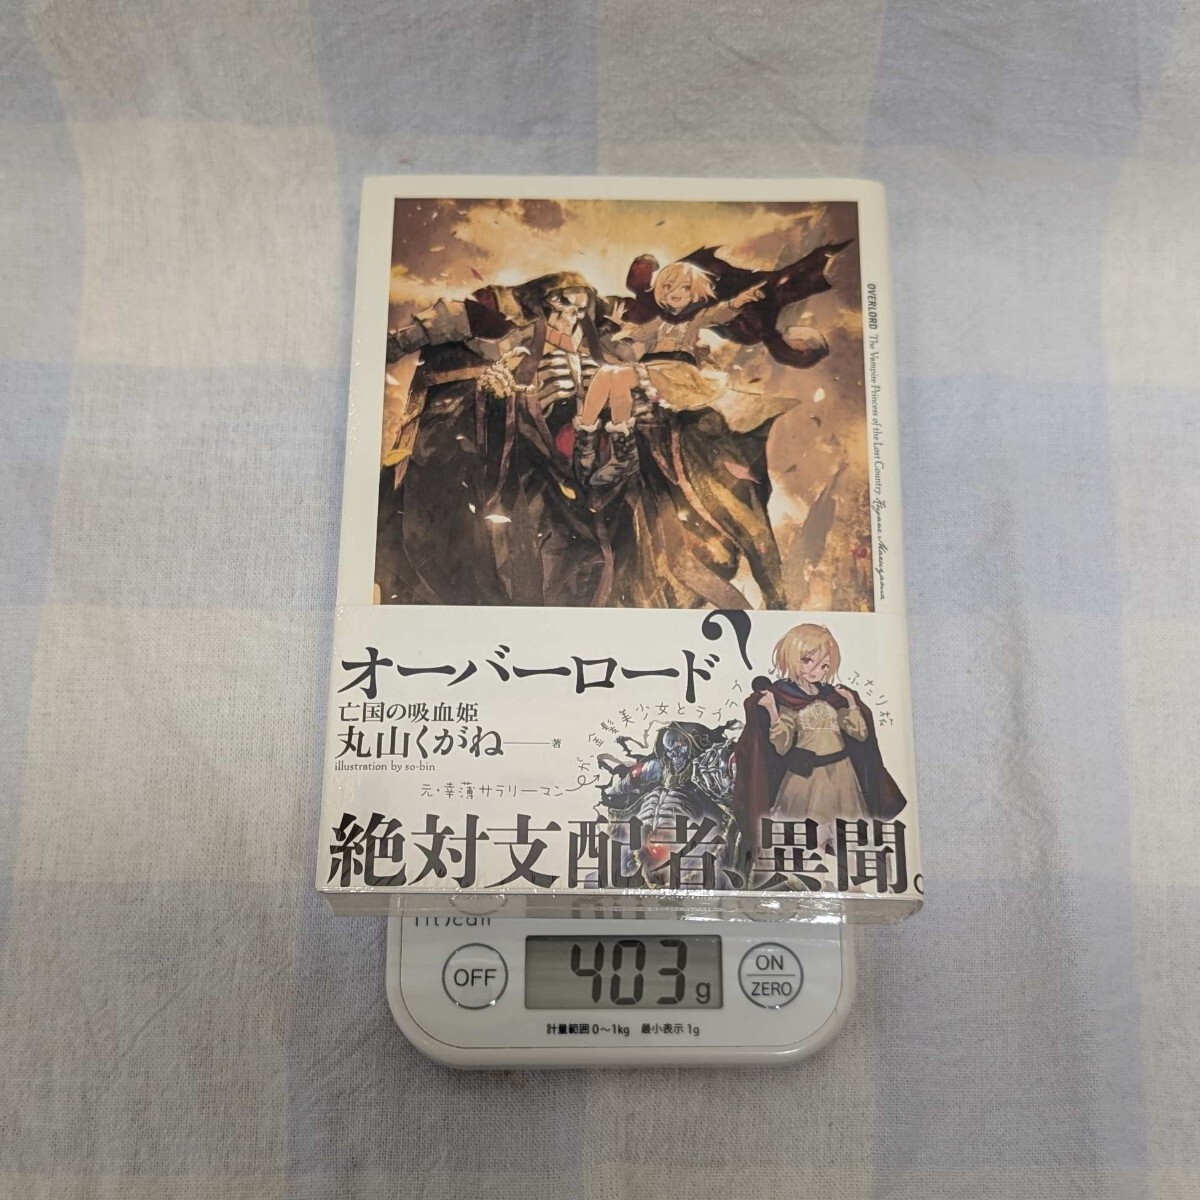 OVERLORD The Vampire Princess of the Lost Country Kugane Maruyama
オーバーロード?
亡国の吸血姫
丸山くがね――著
illustration by so-bin
元・幸薄サラリーマン
が、金髪美少女とラブラブ
ふたり旅
絶対支配者、異聞。
OFF
403g
ON
ZERO
計量範囲 0~1kg 最小表示 1g